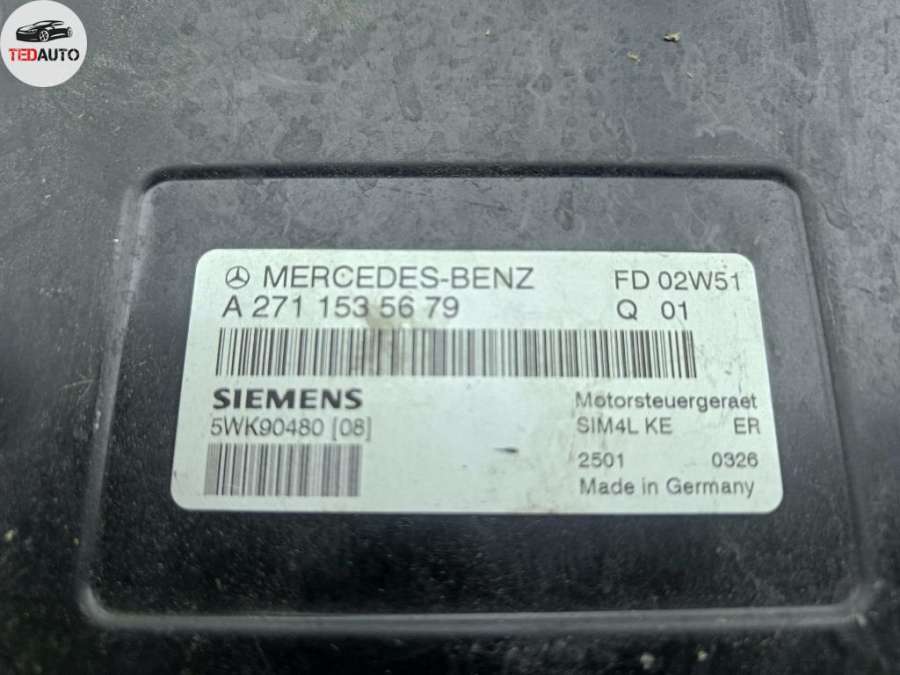 TEDAUTO
MERCEDES-BENZ FD 02W51
A 271 153 56 79 Q 01
SIEMENS Motorsteuergeraet
5WK90480 [08] SIM4L KE ER
2501 0326
Made in Germany